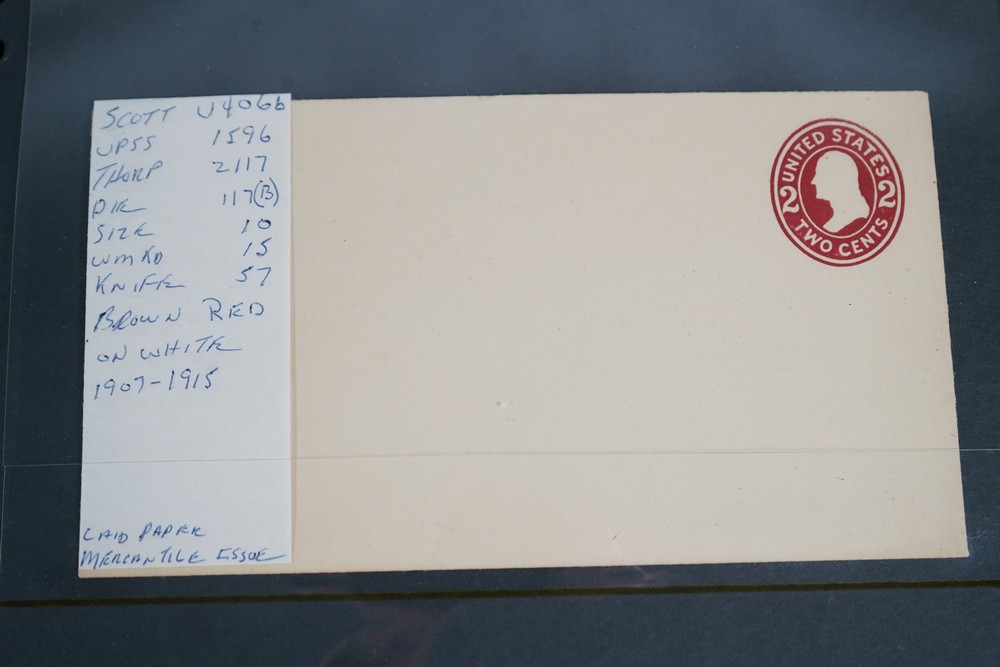 SCOTT U406b
UPSS 1596
THORP 2117
DIE 117(B)
SIZE 10
WMKD 15
KNIFE 57
BROWN RED
ON WHITE
1907-1915
LAID PAPER
MERCANTILE ISSUE
UNITED STATES
2 2
TWO CENTS